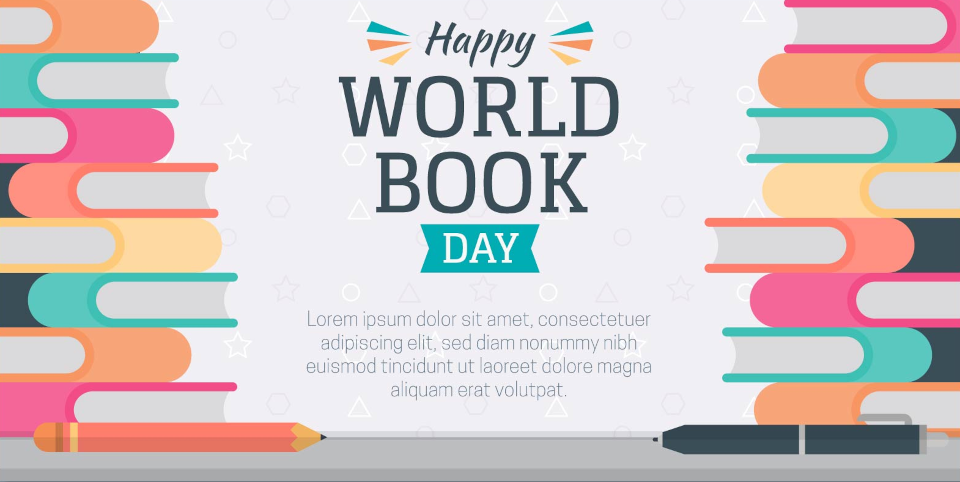 Happy
WORLD
BOOK
DAY
Lorem ipsum dolor sit amet, consectetuer
adipiscing elit, sed diam nonummy nibh
euismod tincidunt ut laoreet dolore magna
aliquam erat volutpat.